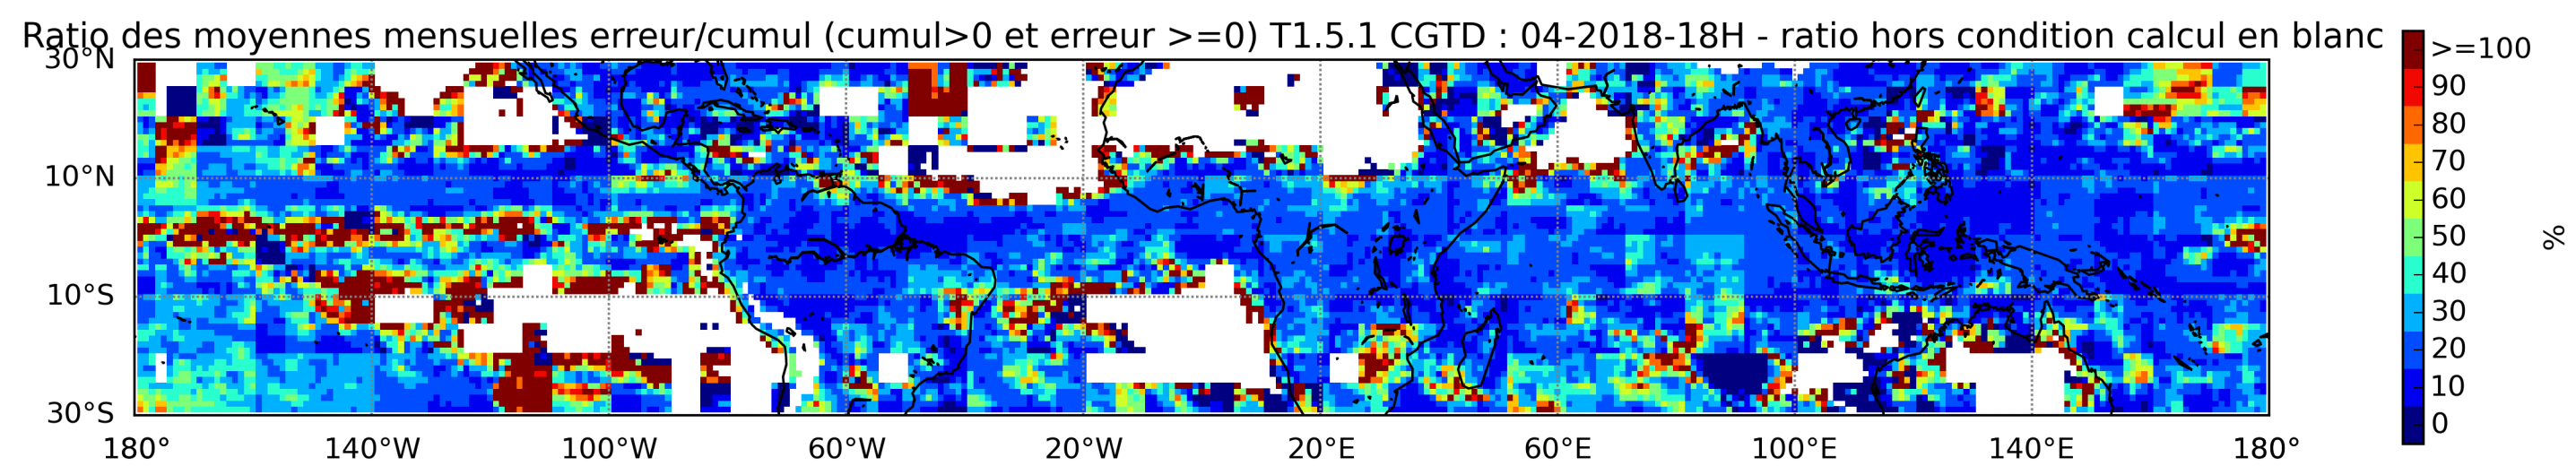 Ratio des moyennes mensuelles erreur/cumul (cumul>0 et erreur >=0) T1.5.1 CGTD : 04-2018-18H - ratio hors condition calcul en blanc
30°N
10°N
10°S
30°S
180° 140°W 100°W 60°W 20°W 20°E 60°E 100°E 140°E 180°
>=100
90
80
70
60
50
40
30
20
10
0
%